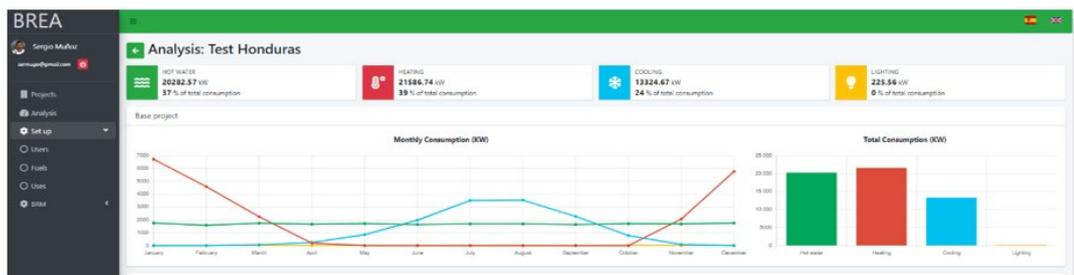 BREA
Sergio Muñoz
sermugo@gmail.com
Projects
Analysis
Set up
Users
Fuels
Uses
BRM
Analysis: Test Honduras
HOT WATER
20282.57 kW
37 % of total consumption
HEATING
21586.74 kW
39 % of total consumption
COOLING
13324.67 kW
24 % of total consumption
LIGHTING
225.56 kW
0 % of total consumption
Base project
Monthly Consumption (KW)
7000
6000
5000
4000
3000
2000
1000
0
January February March April May June July August September October November December
Total Consumption (KW)
25.000
20.000
15.000
10.000
5000
0
Hot water Heating Cooling Lighting